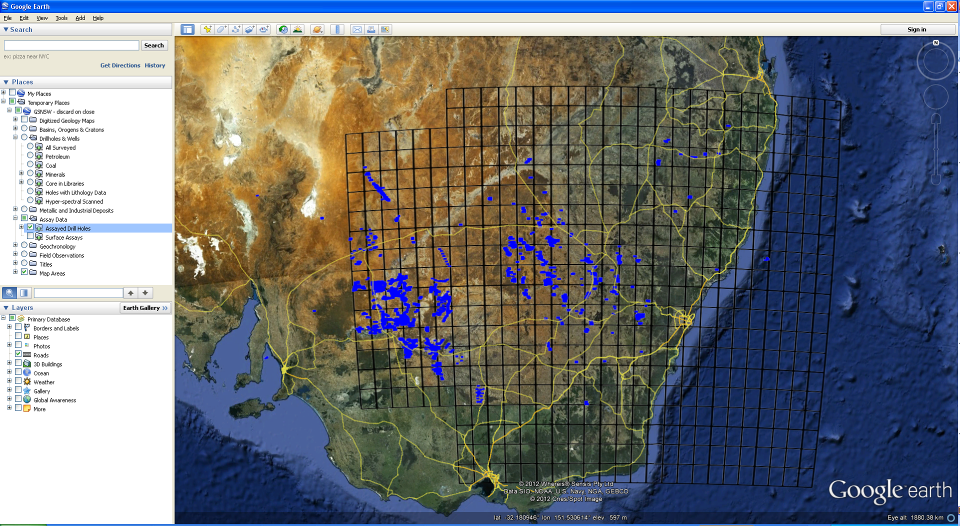 Google Earth
File Edit View Tools Add Help
Search
Search
ex: pizza near NYC
Get Directions History
Places
My Places
Temporary Places
GSNSW - discard on close
Digitized Geology Maps
Basins, Orogens & Cratons
Drillholes & Wells
All Surveyed
Petroleum
Coal
Minerals
Core in Libraries
Holes with Lithology Data
Hyper-spectral Scanned
Metallic and Industrial Deposits
Assay Data
Assayed Drill Holes
Surface Assays
Geochronology
Field Observations
Titles
Map Areas
Layers
Earth Gallery >>
Primary Database
Borders and Labels
Places
Photos
Roads
3D Buildings
Ocean
Weather
Gallery
Global Awareness
More
Sign in
N
© 2012 Whereis® Sensis Pty Ltd
Data SIO, NOAA, U.S. Navy, NGA, GEBCO
© 2012 Cnes/Spot Image
Google earth
lat -32.180946° lon 151.530614° elev 597 m
Eye alt 1880.38 km